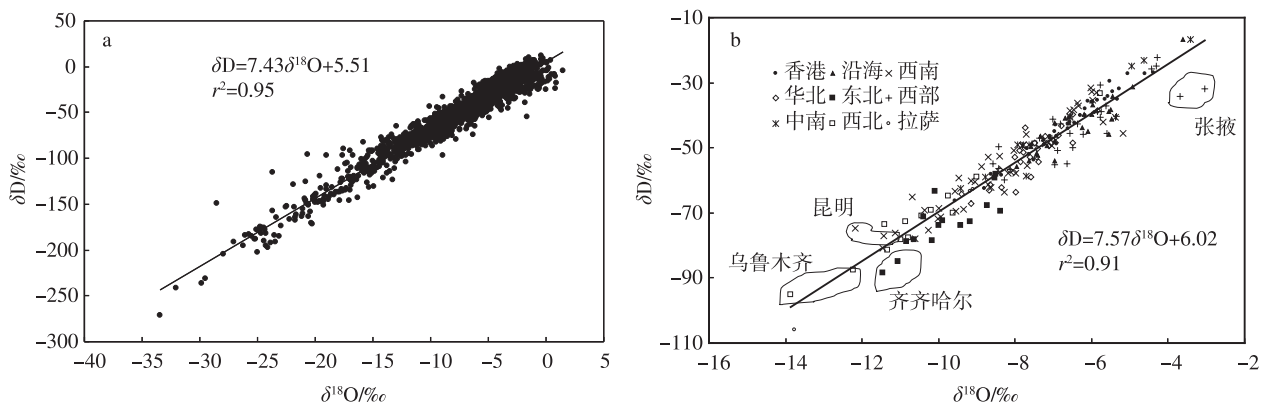 a
δD=7.43δ¹⁸O+5.51
r²=0.95
50
0
−50
−100
−150
−200
−250
−300
−40
−35
−30
−25
−20
−15
−10
−5
0
5
δD/‰
δ¹⁸O/‰
b
香港 沿海 西南
华北 东北 西部
中南 西北 拉萨
张掖
昆明
乌鲁木齐
齐齐哈尔
δD=7.57δ¹⁸O+6.02
r²=0.91
−10
−30
−50
−70
−90
−110
−16
−14
−12
−10
−8
−6
−4
−2
δD/‰
δ¹⁸O/‰